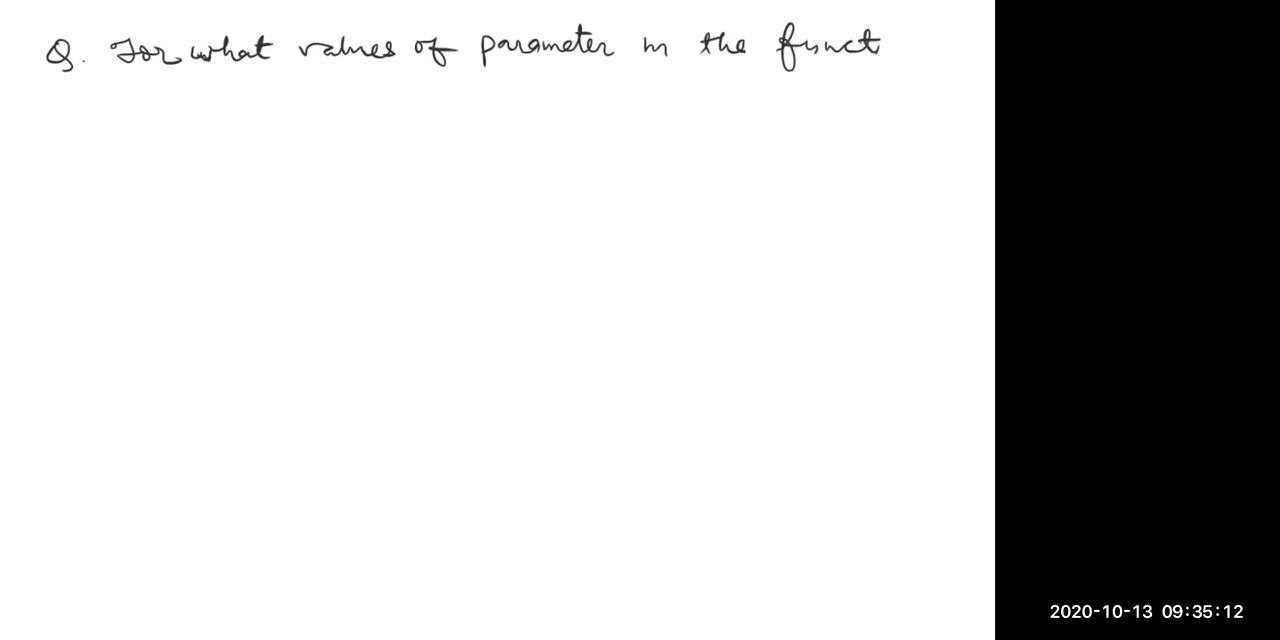 Q. For what values of parameter m the funct
2020-10-13 09:35:12